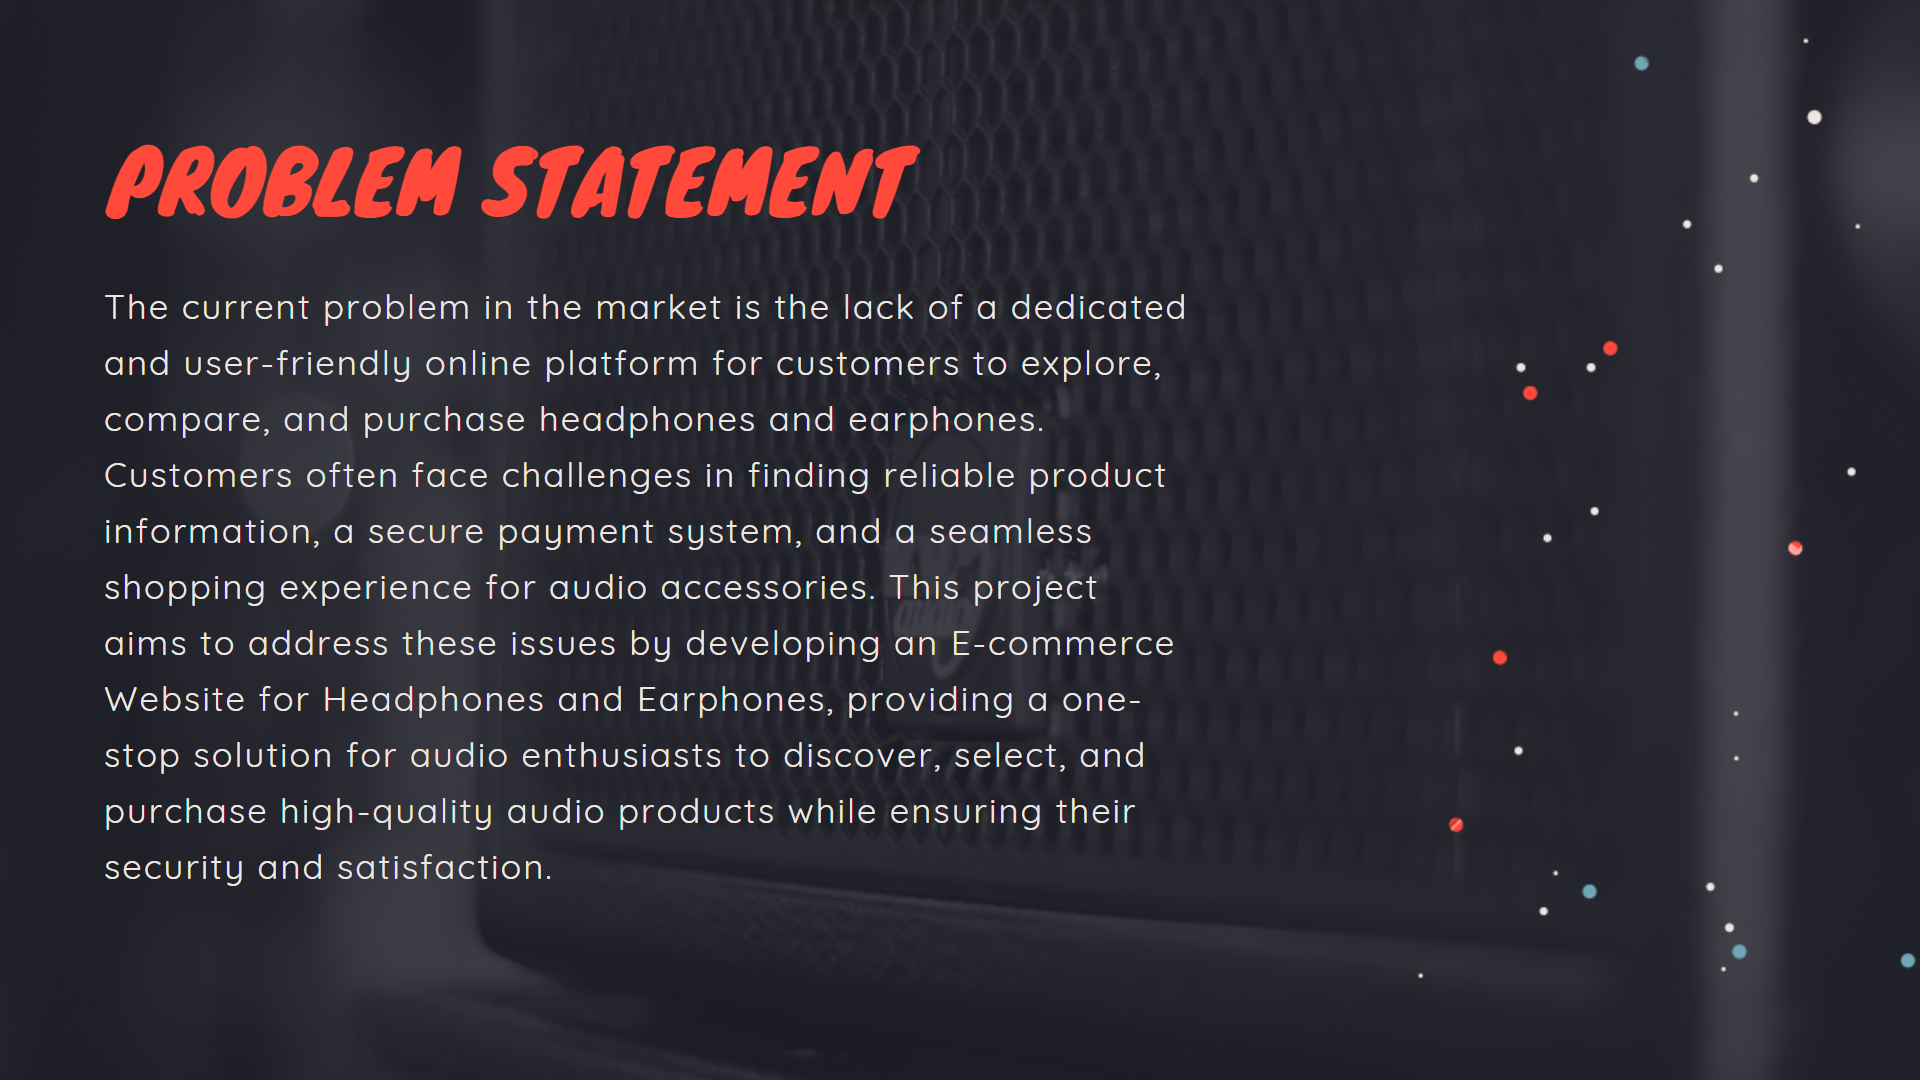 PROBLEM STATEMENT
The current problem in the market is the lack of a dedicated
and user-friendly online platform for customers to explore,
compare, and purchase headphones and earphones.
Customers often face challenges in finding reliable product
information, a secure payment system, and a seamless
shopping experience for audio accessories. This project
aims to address these issues by developing an E-commerce
Website for Headphones and Earphones, providing a one-
stop solution for audio enthusiasts to discover, select, and
purchase high-quality audio products while ensuring their
security and satisfaction.